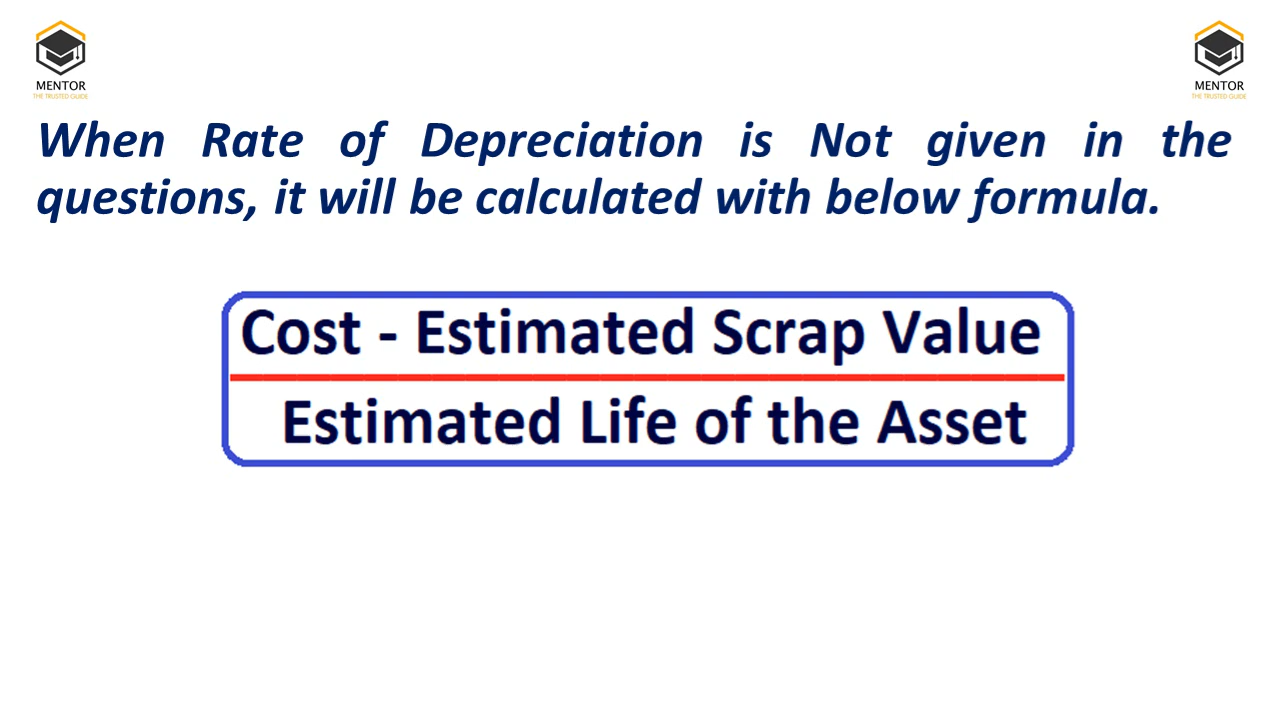 MENTOR
THE TRUSTED GUIDE
MENTOR
THE TRUSTED GUIDE
When Rate of Depreciation is Not given in the
questions, it will be calculated with below formula.
Cost - Estimated Scrap Value
Estimated Life of the Asset